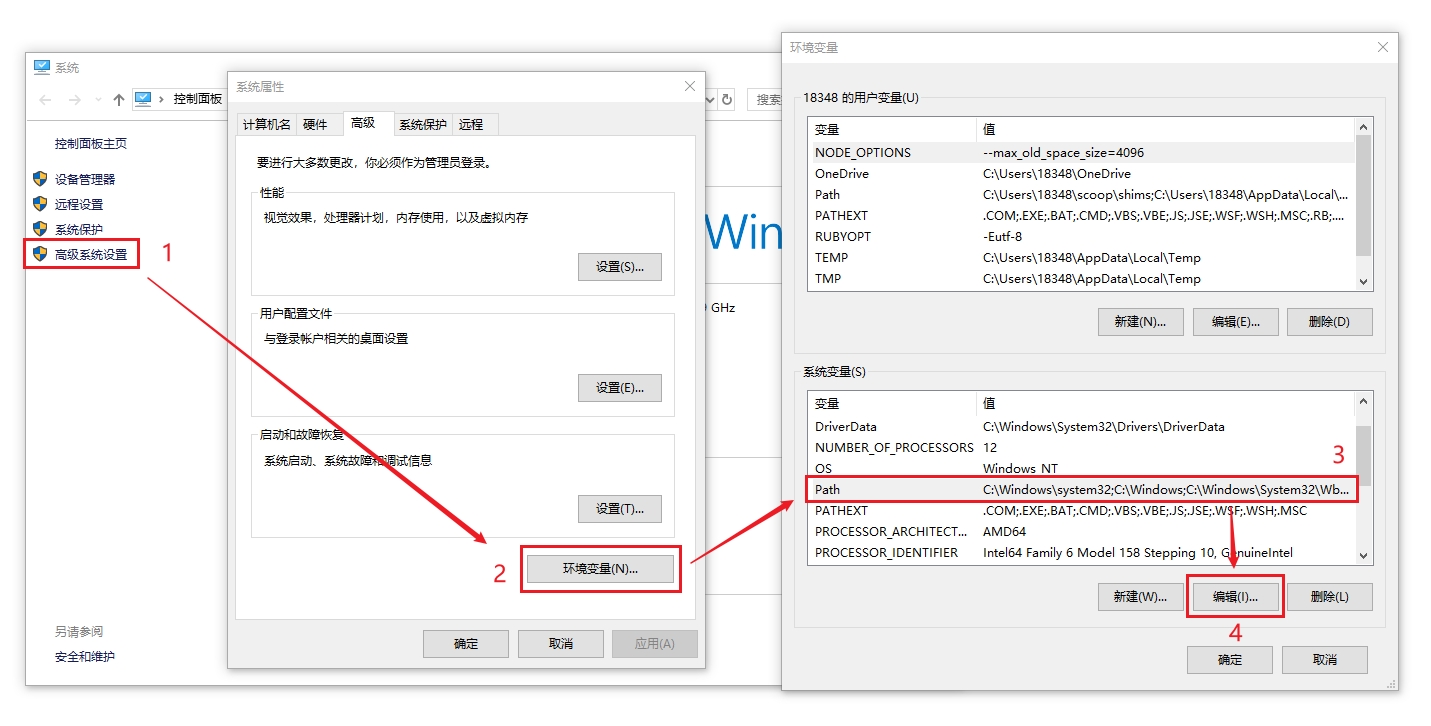 系统
控制面板
搜索
控制面板主页
设备管理器
远程设置
系统保护
高级系统设置
1
另请参阅
安全和维护
系统属性
计算机名 硬件 高级 系统保护 远程
要进行大多数更改，你必须作为管理员登录。
性能
视觉效果，处理器计划，内存使用，以及虚拟内存
设置(S)...
用户配置文件
与登录帐户相关的桌面设置
设置(E)...
启动和故障恢复
系统启动、系统故障和调试信息
设置(T)...
2
环境变量(N)...
确定 取消 应用(A)
Win
GHz
环境变量
18348 的用户变量(U)
变量 值
NODE_OPTIONS --max_old_space_size=4096
OneDrive C:\Users\18348\OneDrive
Path C:\Users\18348\scoop\shims;C:\Users\18348\AppData\Local\...
PATHEXT .COM;.EXE;.BAT;.CMD;.VBS;.VBE;.JS;.JSE;.WSF;.WSH;.MSC;.RB;....
RUBYOPT -Eutf-8
TEMP C:\Users\18348\AppData\Local\Temp
TMP C:\Users\18348\AppData\Local\Temp
新建(N)... 编辑(E)... 删除(D)
系统变量(S)
变量 值
DriverData C:\Windows\System32\Drivers\DriverData
NUMBER_OF_PROCESSORS 12
OS Windows_NT
3
Path C:\Windows\system32;C:\Windows;C:\Windows\System32\Wb...
PATHEXT .COM;.EXE;.BAT;.CMD;.VBS;.VBE;.JS;.JSE;.WSF;.WSH;.MSC
PROCESSOR_ARCHITECT... AMD64
PROCESSOR_IDENTIFIER Intel64 Family 6 Model 158 Stepping 10, GenuineIntel
新建(W)... 编辑(I)... 删除(L)
4
确定 取消